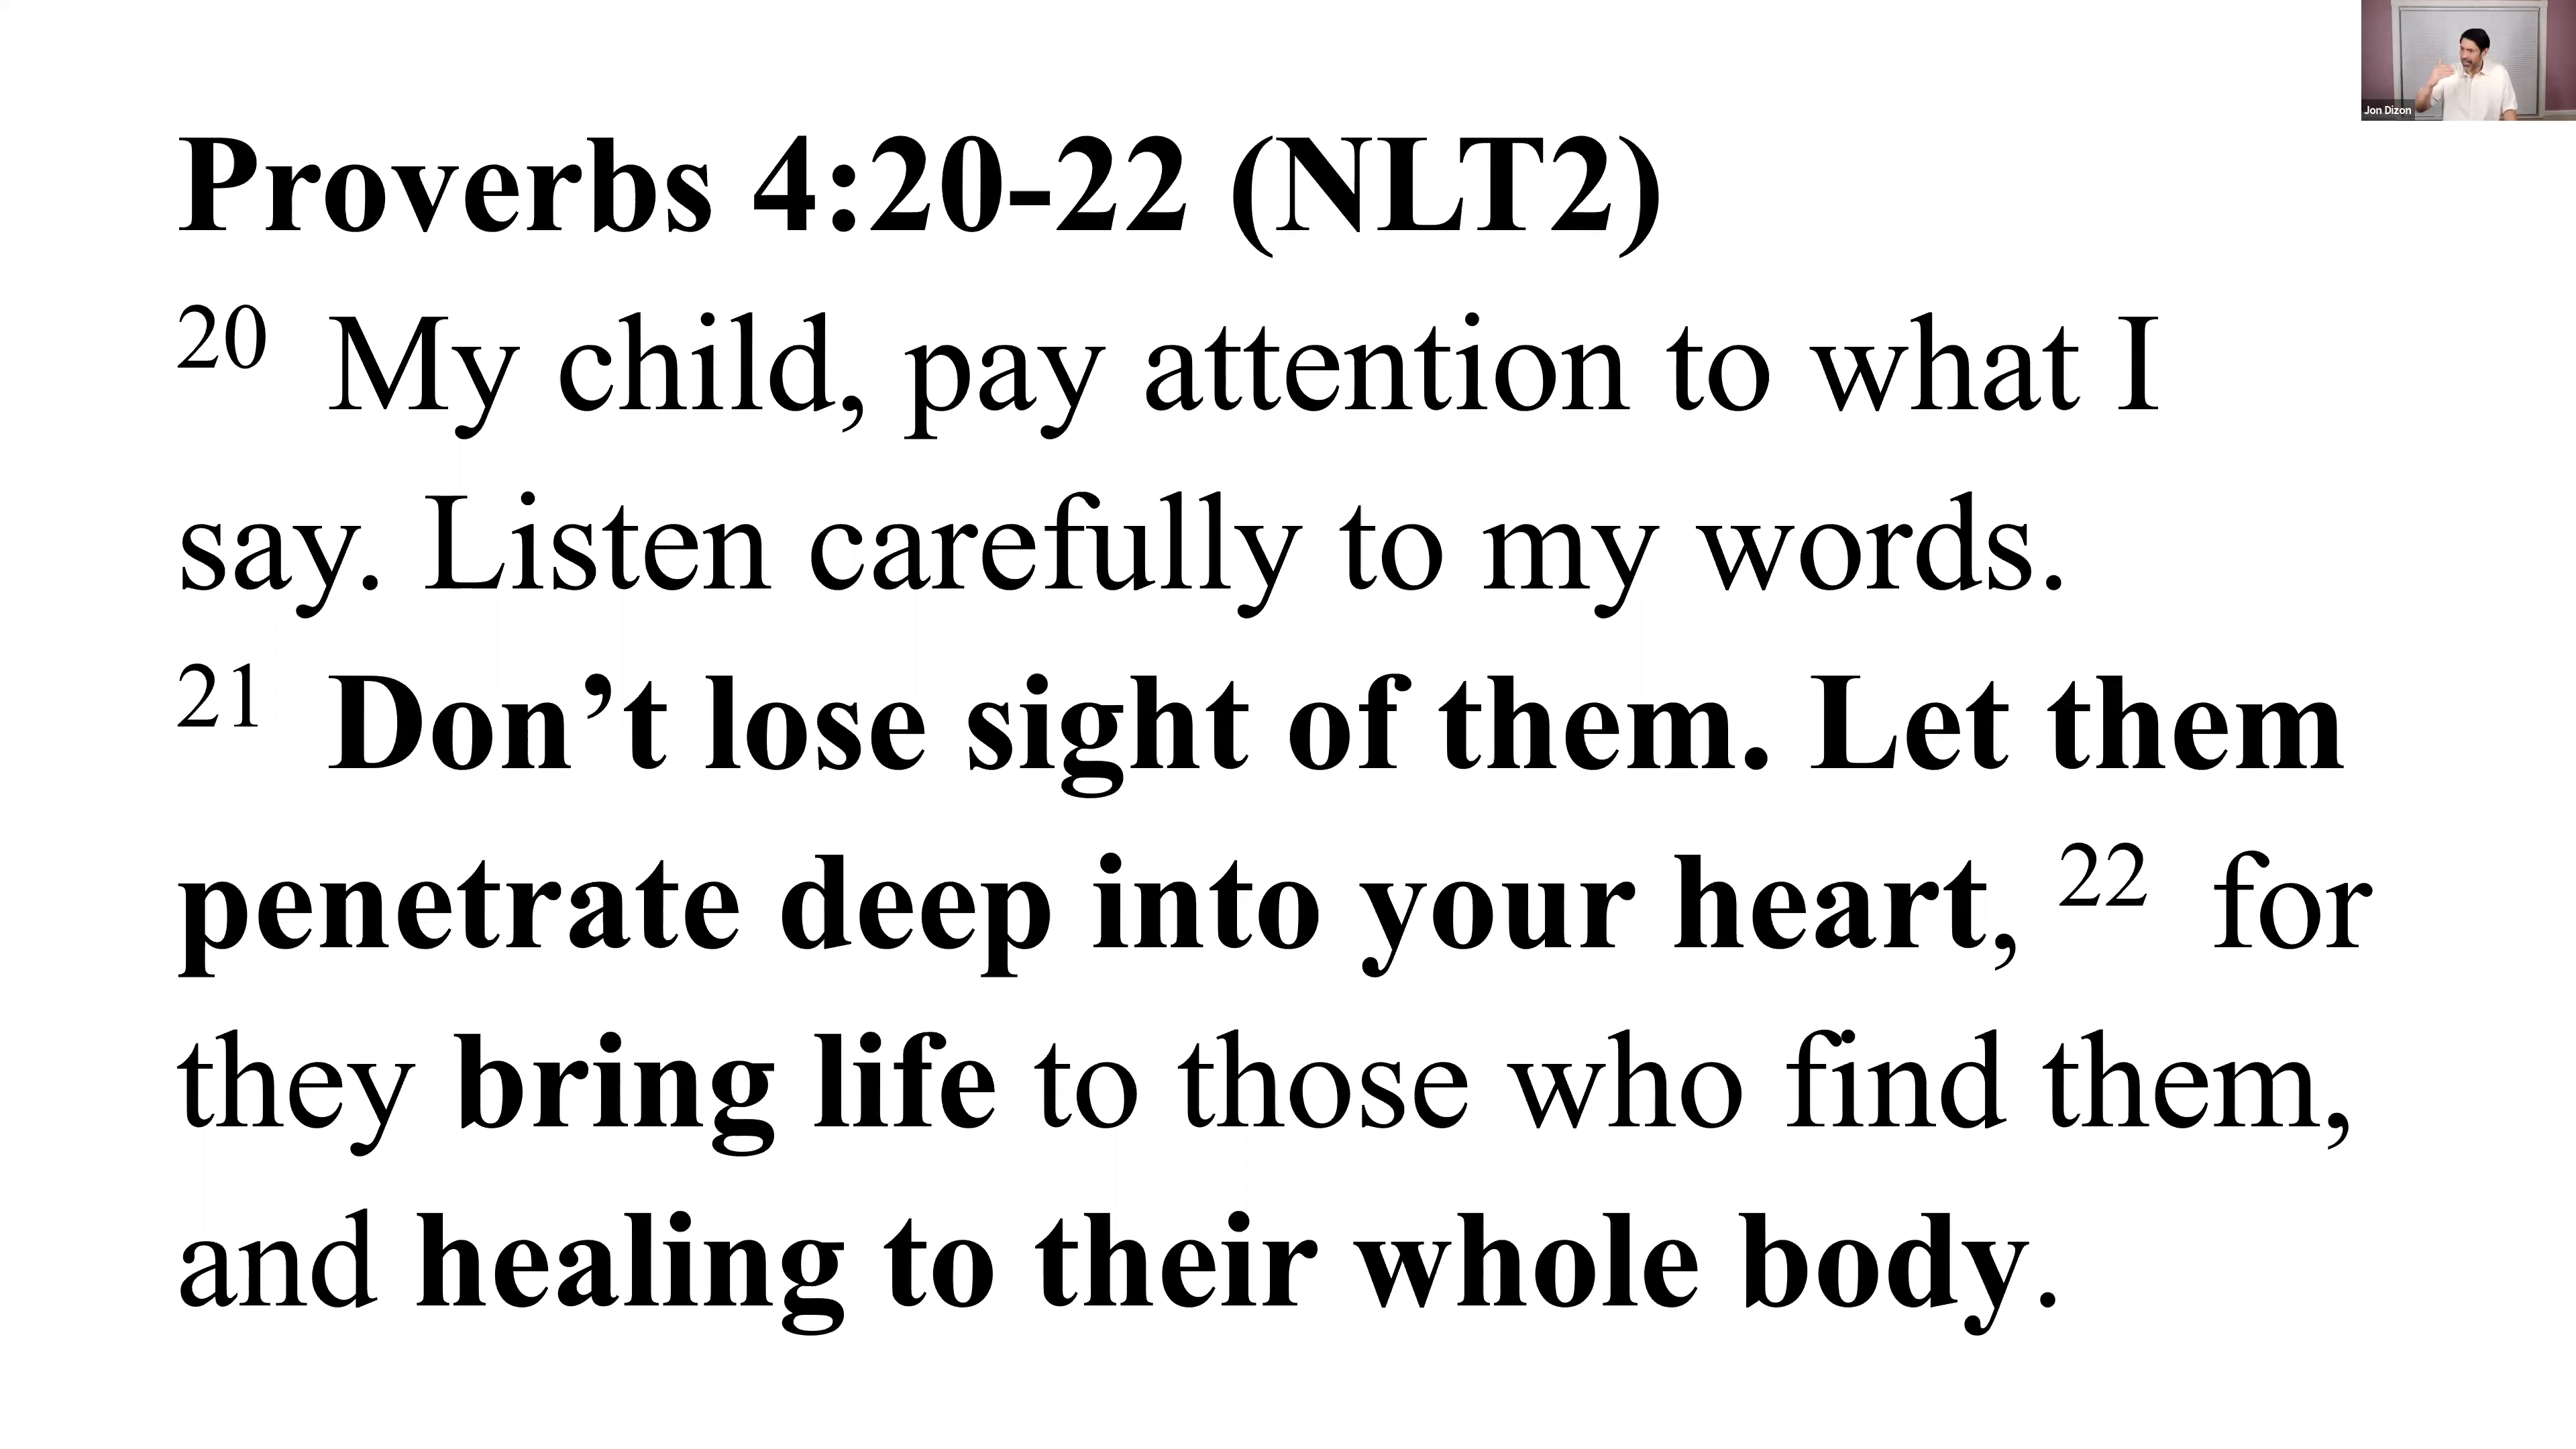 Jon Dizon
Proverbs 4:20-22 (NLT2)
20 My child, pay attention to what I
say. Listen carefully to my words.
21 Don’t lose sight of them. Let them
penetrate deep into your heart, 22 for
they bring life to those who find them,
and healing to their whole body.